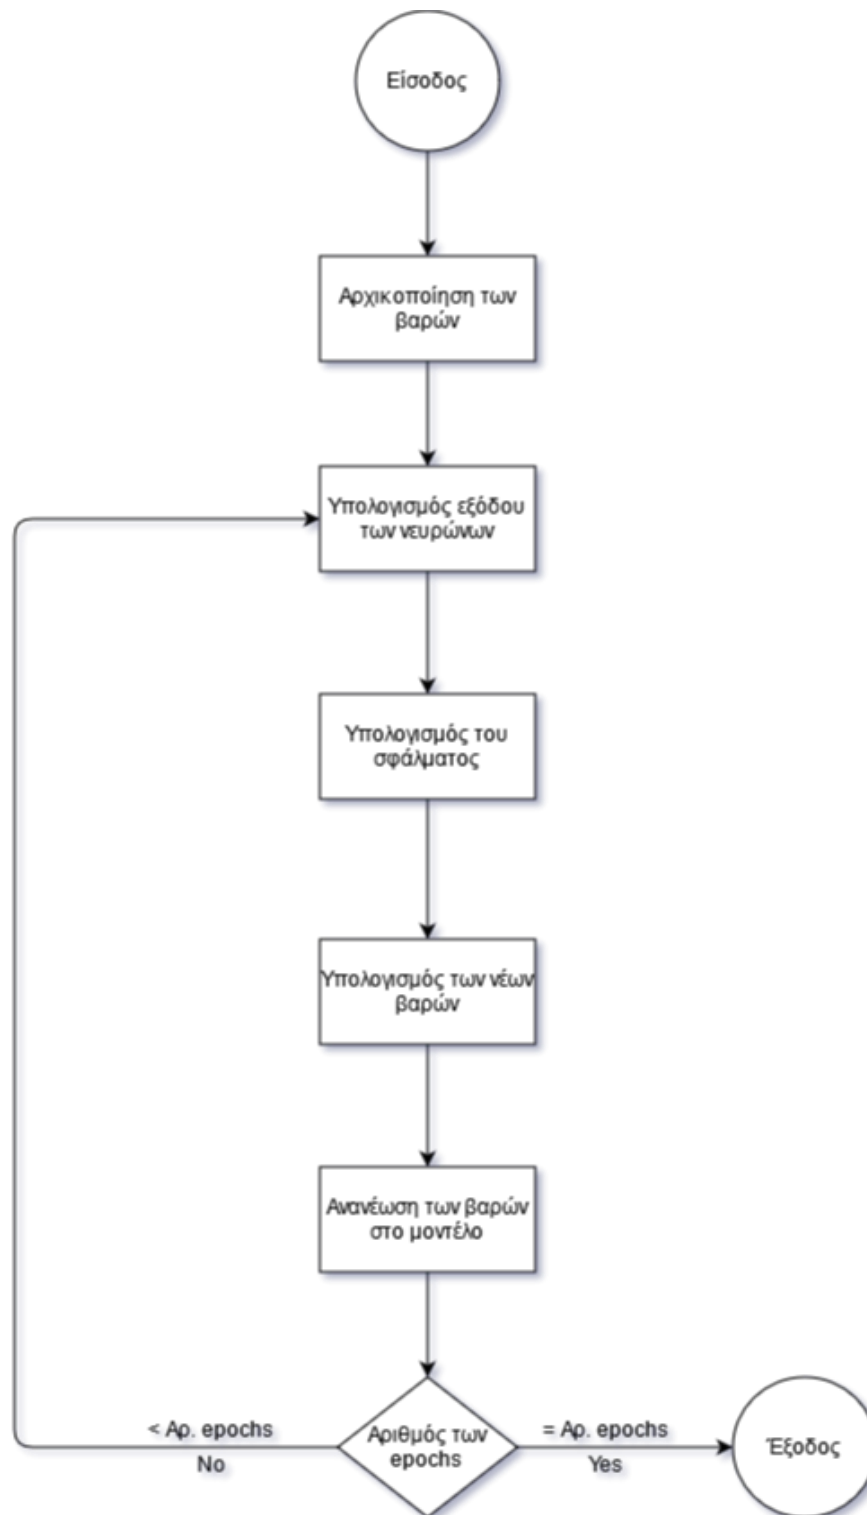 Είσοδος
Αρχικοποίηση των
βαρών
Υπολογισμός εξόδου
των νευρώνων
Υπολογισμός του
σφάλματος
Υπολογισμός των νέων
βαρών
Ανανέωση των βαρών
στο μοντέλο
< Αρ. epochs
No
Αριθμός των
epochs
= Αρ. epochs
Yes
Έξοδος